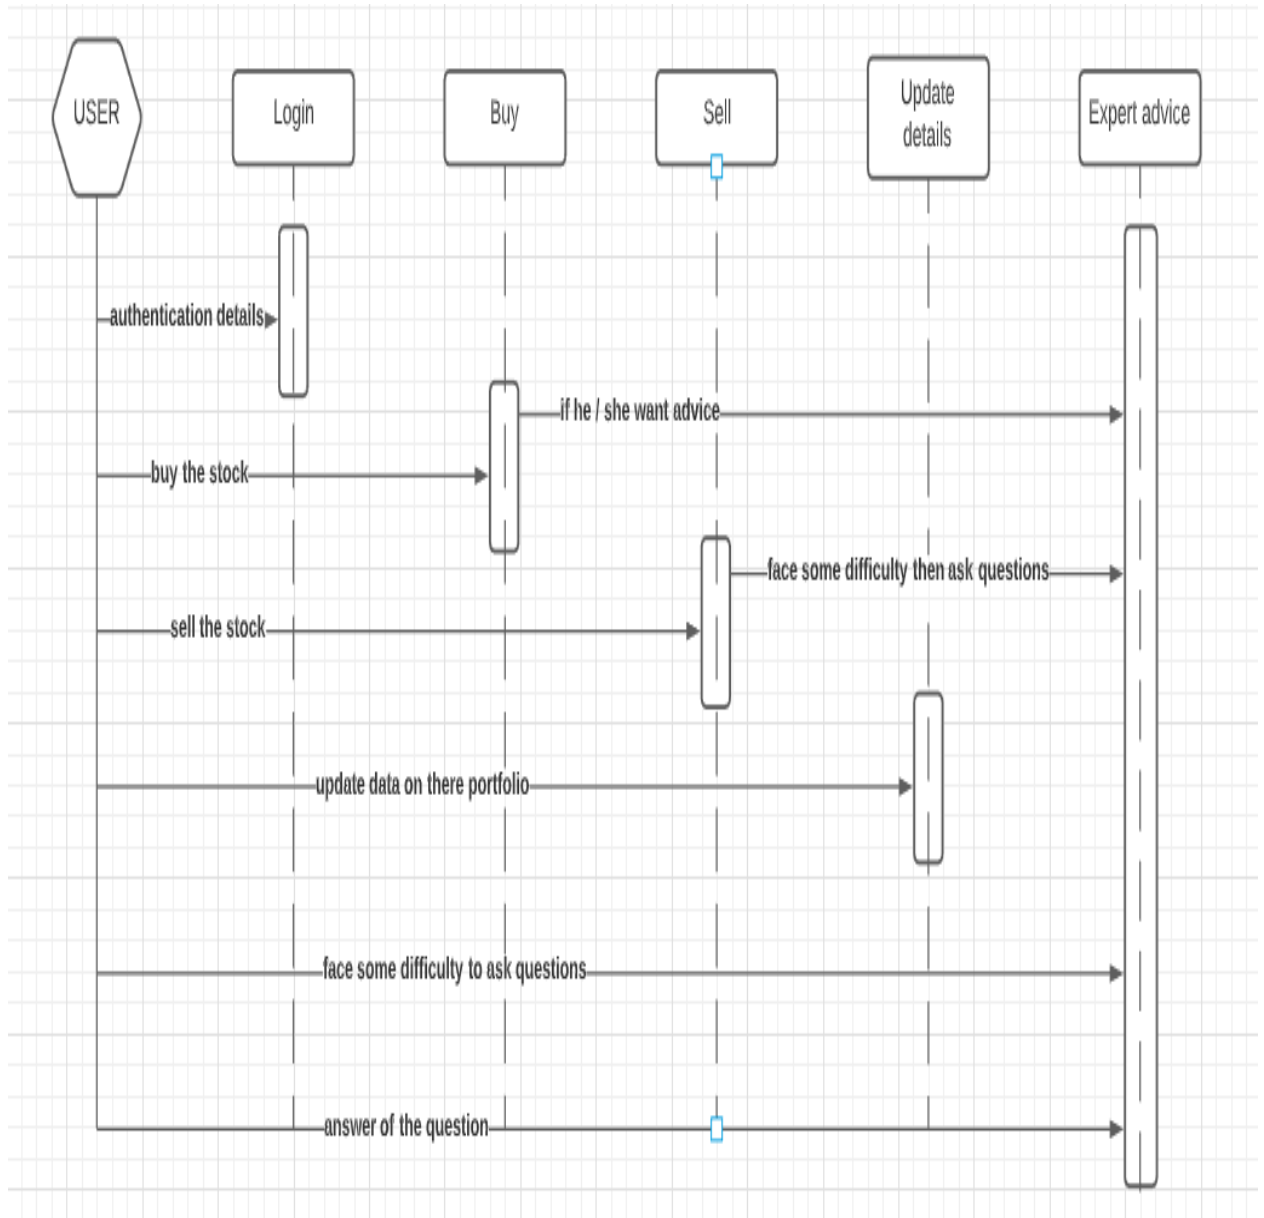 USER
Login
Buy
Sell
Update
details
Expert advice
authentication details
if he / she want advice
buy the stock
face some difficulty then ask questions
sell the stock
update data on there portfolio
face some difficulty to ask questions
answer of the question